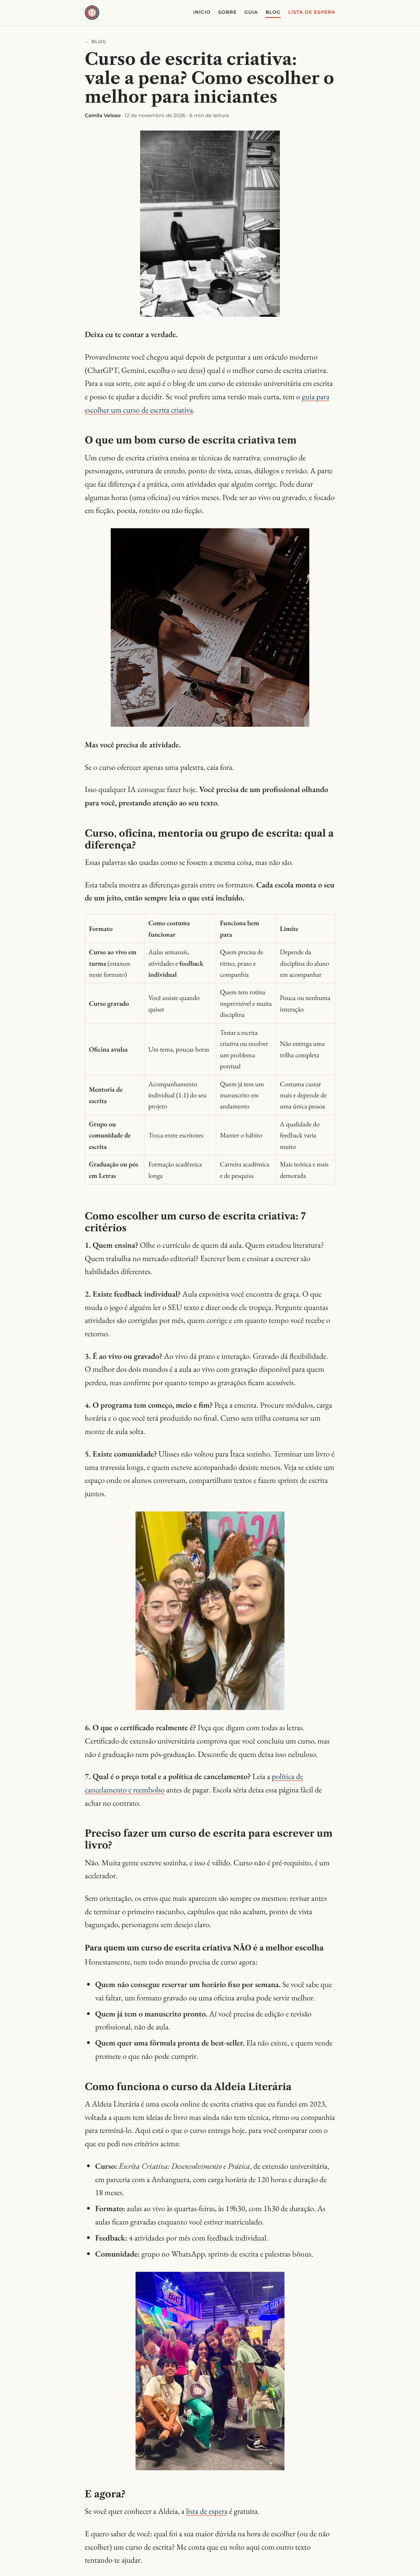 INÍCIO SOBRE GUIA BLOG LISTA DE ESPERA
← BLOG
Curso de escrita criativa:
vale a pena? Como escolher o
melhor para iniciantes
Camila Veloso · 12 de novembro de 2026 · 6 min de leitura
Deixa eu te contar a verdade.
Provavelmente você chegou aqui depois de perguntar a um oráculo moderno
(ChatGPT, Gemini, escolha o seu deus) qual é o melhor curso de escrita criativa.
Para a sua sorte, este aqui é o blog de um curso de extensão universitária em escrita
e posso te ajudar a decidir. Se você prefere uma versão mais curta, tem o guia para
escolher um curso de escrita criativa.
O que um bom curso de escrita criativa tem
Um curso de escrita criativa ensina as técnicas de narrativa: construção de
personagens, estrutura de enredo, ponto de vista, cenas, diálogos e revisão. A parte
que faz diferença é a prática, com atividades que alguém corrige. Pode durar
algumas horas (uma oficina) ou vários meses. Pode ser ao vivo ou gravado, e focado
em ficção, poesia, roteiro ou não ficção.
Mas você precisa de atividade.
Se o curso oferecer apenas uma palestra, caia fora.
Isso qualquer IA consegue fazer hoje. Você precisa de um profissional olhando
para você, prestando atenção ao seu texto.
Curso, oficina, mentoria ou grupo de escrita: qual a
diferença?
Essas palavras são usadas como se fossem a mesma coisa, mas não são.
Esta tabela mostra as diferenças gerais entre os formatos. Cada escola monta o seu
de um jeito, então sempre leia o que está incluído.
Formato
Como costuma
funcionar
Funciona bem
para
Limite
Curso ao vivo em
turma (estamos
neste formato)
Aulas semanais,
atividades e feedback
individual
Quem precisa de
ritmo, prazo e
companhia
Depende da
disciplina do aluno
em acompanhar
Curso gravado
Você assiste quando
quiser
Quem tem rotina
imprevisível e muita
disciplina
Pouca ou nenhuma
interação
Oficina avulsa
Um tema, poucas horas
Testar a escrita
criativa ou resolver
um problema
pontual
Não entrega uma
trilha completa
Mentoria de
escrita
Acompanhamento
individual (1:1) do seu
projeto
Quem já tem um
manuscrito em
andamento
Costuma custar
mais e depende de
uma única pessoa
Grupo ou
comunidade de
escrita
Troca entre escritores
Manter o hábito
A qualidade do
feedback varia
muito
Graduação ou pós
em Letras
Formação acadêmica
longa
Carreira acadêmica
e de pesquisa
Mais teórica e mais
demorada
Como escolher um curso de escrita criativa: 7
critérios
1. Quem ensina? Olhe o currículo de quem dá aula. Quem estudou literatura?
Quem trabalha no mercado editorial? Escrever bem e ensinar a escrever são
habilidades diferentes.
2. Existe feedback individual? Aula expositiva você encontra de graça. O que
muda o jogo é alguém ler o SEU texto e dizer onde ele tropeça. Pergunte quantas
atividades são corrigidas por mês, quem corrige e em quanto tempo você recebe o
retorno.
3. É ao vivo ou gravado? Ao vivo dá prazo e interação. Gravado dá flexibilidade.
O melhor dos dois mundos é a aula ao vivo com gravação disponível para quem
perdeu, mas confirme por quanto tempo as gravações ficam acessíveis.
4. O programa tem começo, meio e fim? Peça a ementa. Procure módulos, carga
horária e o que você terá produzido no final. Curso sem trilha costuma ser um
monte de aula solta.
5. Existe comunidade? Ulisses não voltou para Ítaca sozinho. Terminar um livro é
uma travessia longa, e quem escreve acompanhado desiste menos. Veja se existe um
espaço onde os alunos conversam, compartilham textos e fazem sprints de escrita
juntos.
6. O que o certificado realmente é? Peça que digam com todas as letras.
Certificado de extensão universitária comprova que você concluiu um curso, mas
não é graduação nem pós-graduação. Desconfie de quem deixa isso nebuloso.
7. Qual é o preço total e a política de cancelamento? Leia a política de
cancelamento e reembolso antes de pagar. Escola séria deixa essa página fácil de
achar no contrato.
Preciso fazer um curso de escrita para escrever um
livro?
Não. Muita gente escreve sozinha, e isso é válido. Curso não é pré-requisito, é um
acelerador.
Sem orientação, os erros que mais aparecem são sempre os mesmos: revisar antes
de terminar o primeiro rascunho, capítulos que não acabam, ponto de vista
bagunçado, personagens sem desejo claro.
Para quem um curso de escrita criativa NÃO é a melhor escolha
Honestamente, nem todo mundo precisa de curso agora:
• Quem não consegue reservar um horário fixo por semana. Se você sabe que
vai faltar, um formato gravado ou uma oficina avulsa pode servir melhor.
• Quem já tem o manuscrito pronto. Aí você precisa de edição e revisão
profissional, não de aula.
• Quem quer uma fórmula pronta de best-seller. Ela não existe, e quem vende
promete o que não pode cumprir.
Como funciona o curso da Aldeia Literária
A Aldeia Literária é uma escola online de escrita criativa que eu fundei em 2023,
voltada a quem tem ideias de livro mas ainda não tem técnica, ritmo ou companhia
para terminá-lo. Aqui está o que o curso entrega hoje, para você comparar com o
que eu pedi nos critérios acima:
• Curso: Escrita Criativa: Desenvolvimento e Prática, de extensão universitária,
em parceria com a Anhanguera, com carga horária de 120 horas e duração de
18 meses.
• Formato: aulas ao vivo às quartas-feiras, às 19h30, com 1h30 de duração. As
aulas ficam gravadas enquanto você estiver matriculado.
• Feedback: 4 atividades por mês com feedback individual.
• Comunidade: grupo no WhatsApp, sprints de escrita e palestras bônus.
E agora?
Se você quer conhecer a Aldeia, a lista de espera é gratuita.
E quero saber de você: qual foi a sua maior dúvida na hora de escolher (ou de não
escolher) um curso de escrita? Me conta que eu volto aqui com outro texto
tentando te ajudar.